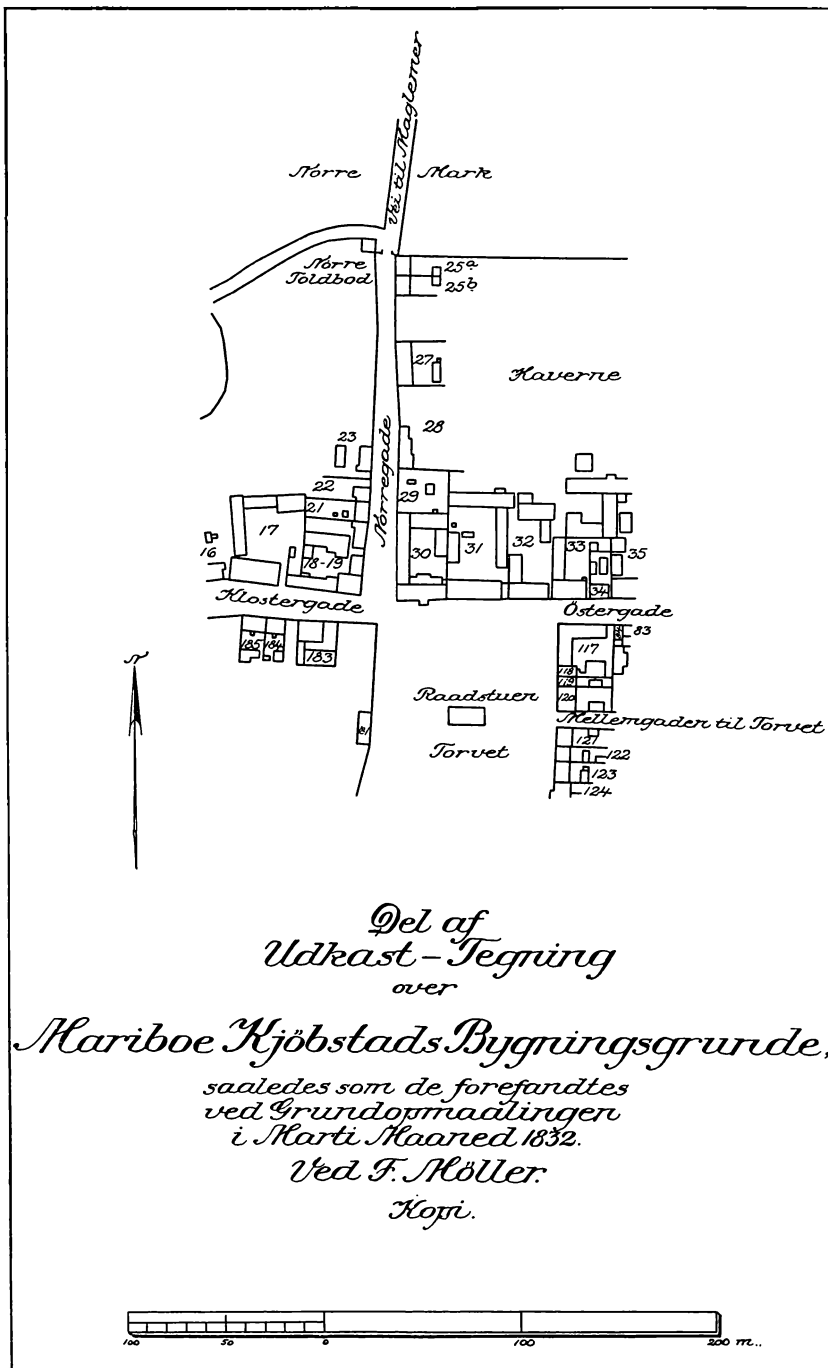 Vei til Maglemer
Nörre Mark
Nörre
Toldbod
25a
25b
27
Haverne
28
23
Nörregade
22
29
21
17
16
18-19
30
31
32
33
35
34
Klostergade
Östergade
185
184
183
83
117
118
119
120
Raadstuen
81
Mellemgaden til Torvet
Torvet
121
122
123
124
N
Del af
Udkast-Tegning
over
Mariboe Kjöbstads Bygningsgrunde,
saaledes som de forefandtes
ved Grundopmaalingen
i Marti Maaned 1832.
Ved F. Möller.
Kopi.
100 50 0 100 200 m.